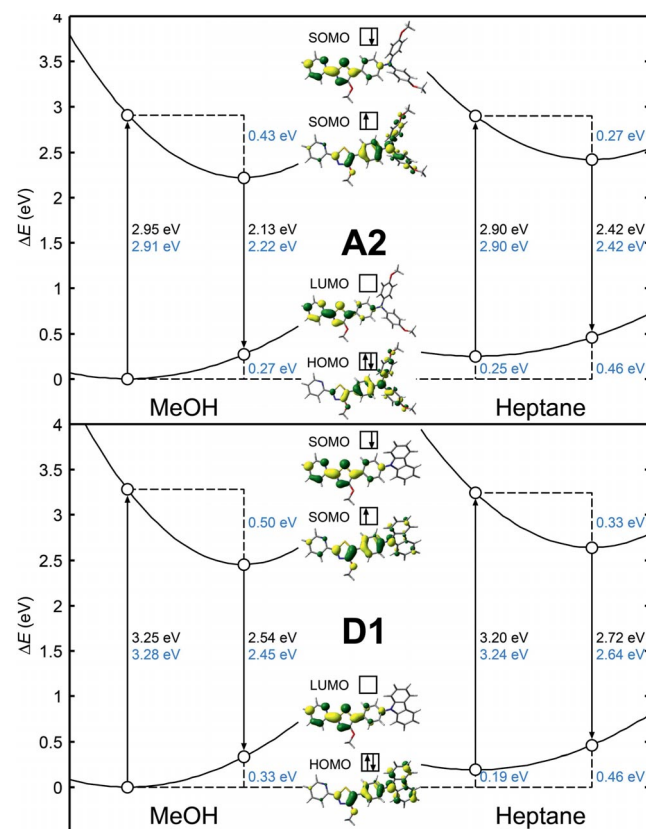 4
SOMO
3.5
3
0.43 eV
SOMO
0.27 eV
2.5
ΔE (eV)
2
2.95 eV
2.91 eV
2.13 eV
2.22 eV
A2
2.90 eV
2.90 eV
2.42 eV
2.42 eV
1.5
1
LUMO
0.5
HOMO
0
0.27 eV
0.25 eV
0.46 eV
MeOH
Heptane
4
SOMO
3.5
3
0.50 eV
SOMO
0.33 eV
2.5
ΔE (eV)
2
3.25 eV
3.28 eV
2.54 eV
2.45 eV
D1
3.20 eV
3.24 eV
2.72 eV
2.64 eV
1.5
1
LUMO
0.5
HOMO
0
0.33 eV
0.19 eV
0.46 eV
MeOH
Heptane